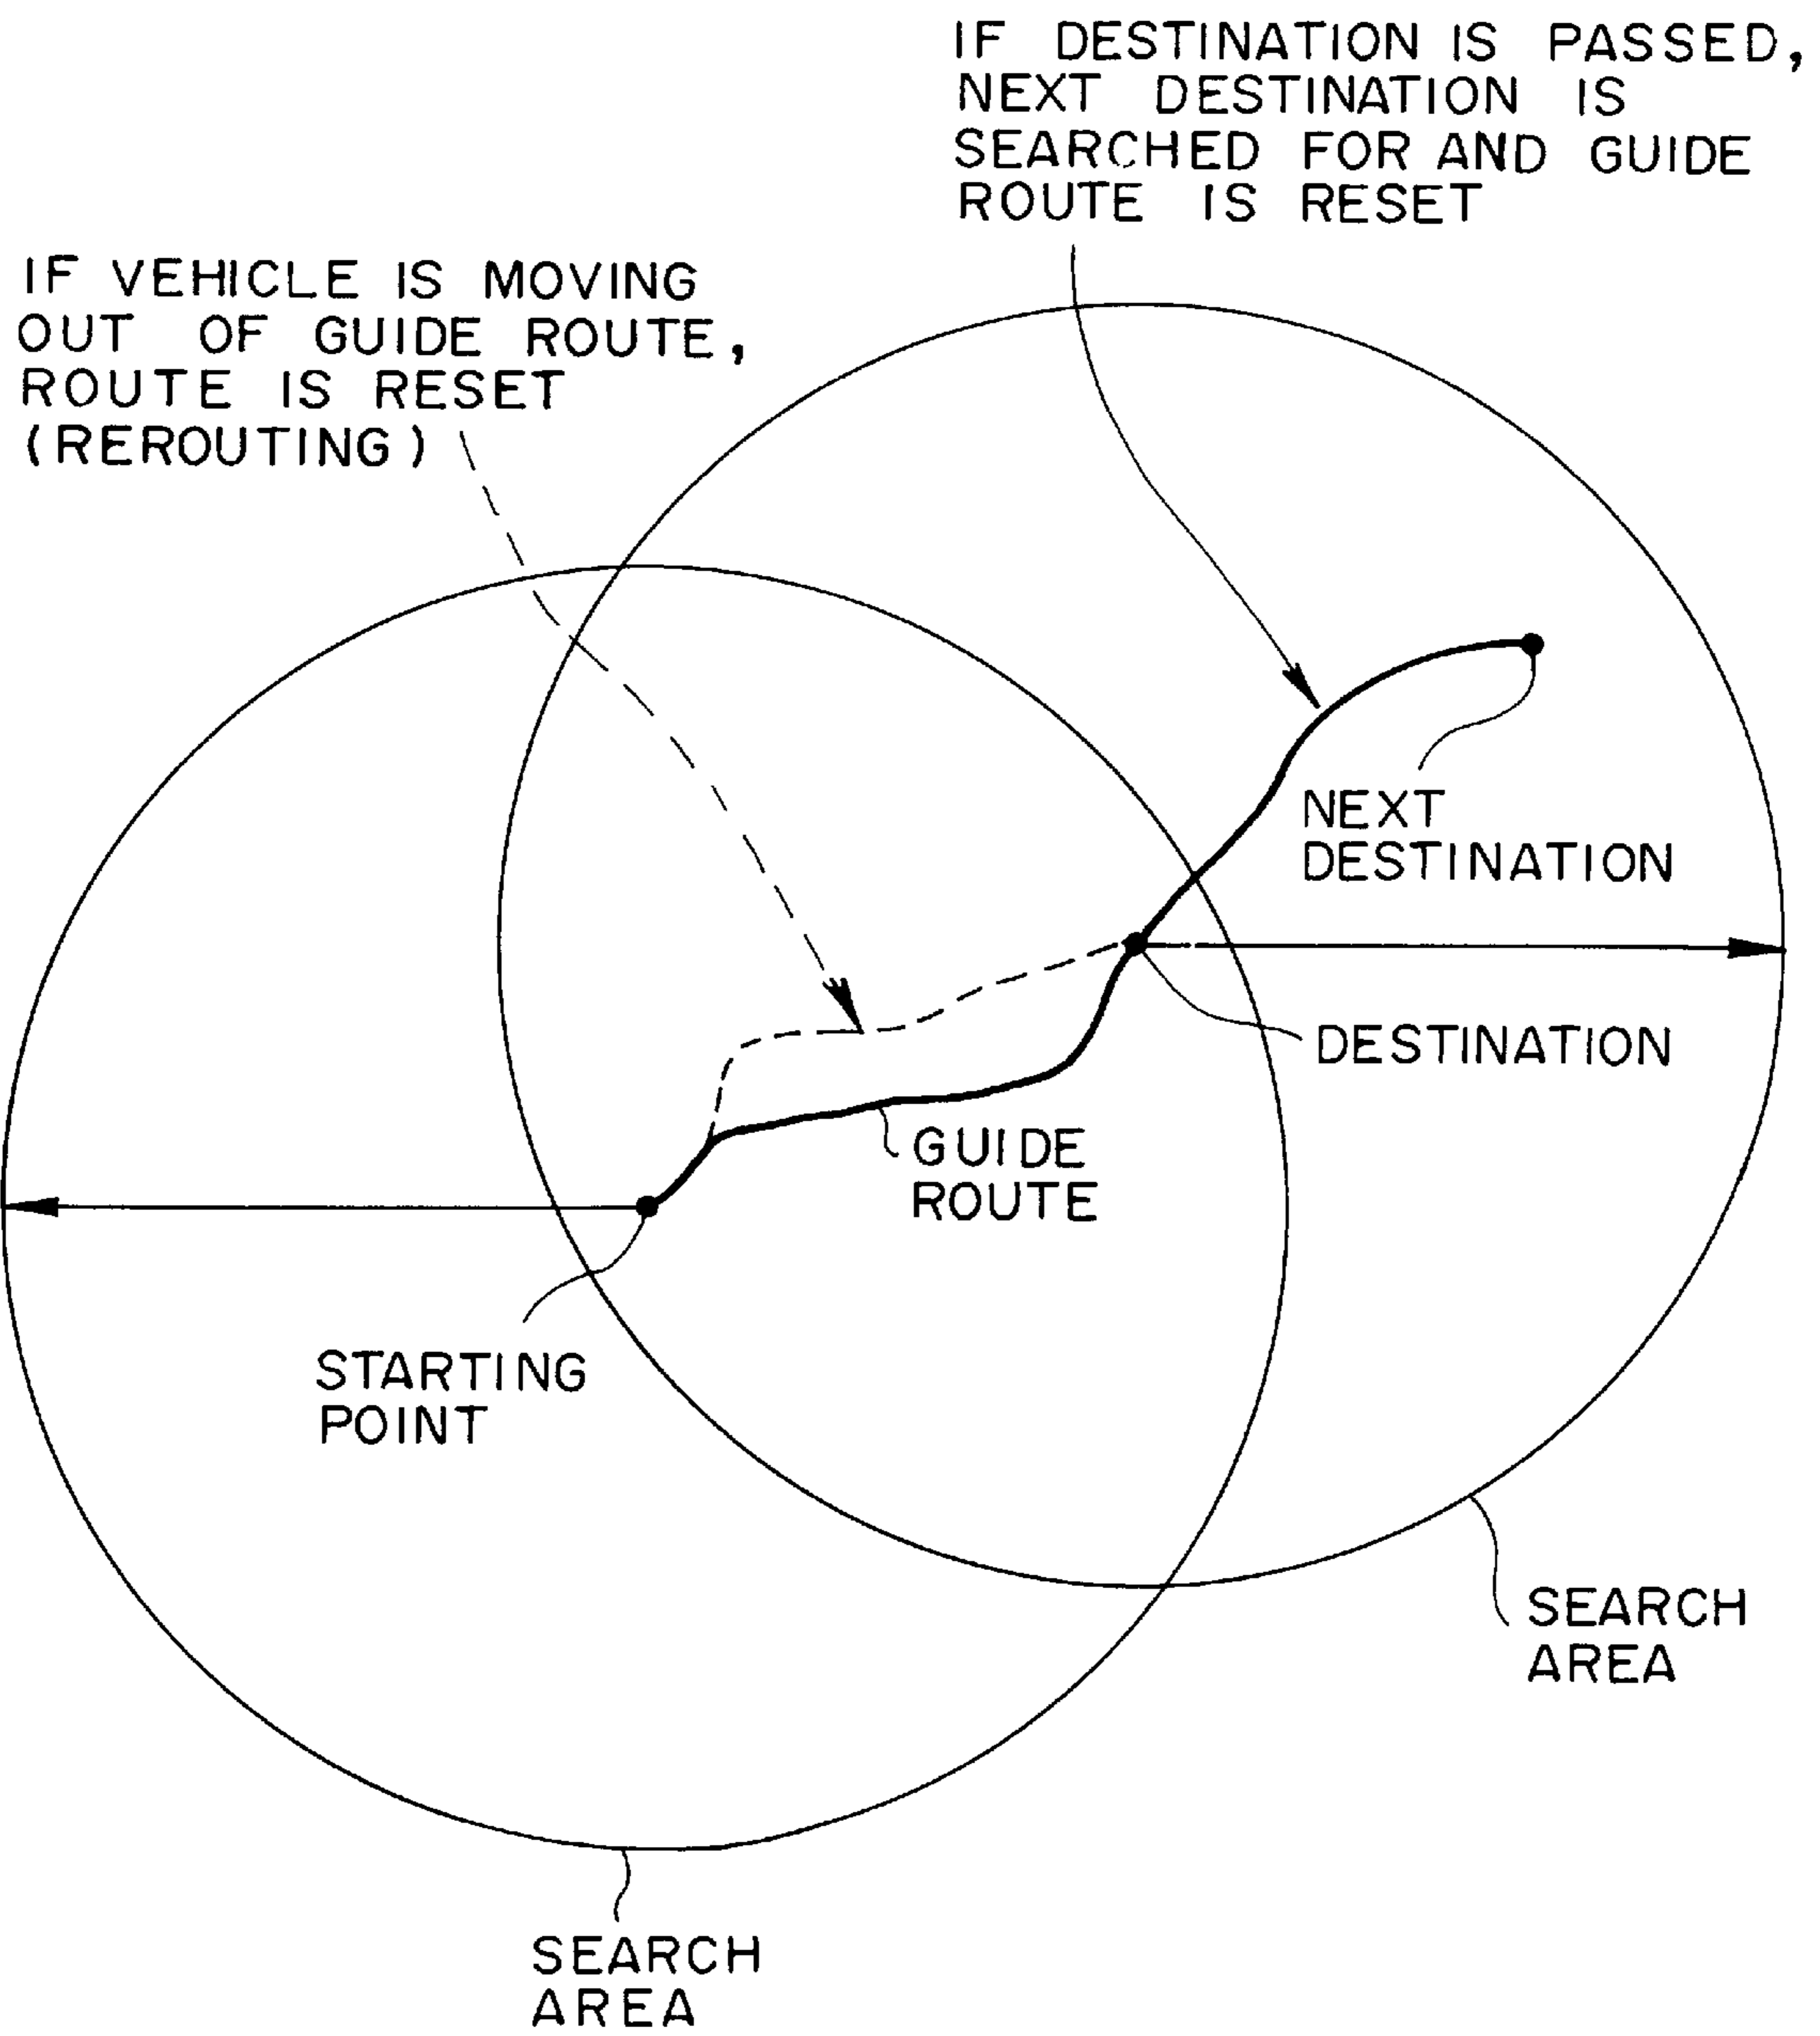 IF DESTINATION IS PASSED,
NEXT DESTINATION IS
SEARCHED FOR AND GUIDE
ROUTE IS RESET
IF VEHICLE IS MOVING
OUT OF GUIDE ROUTE,
ROUTE IS RESET
(REROUTING)
NEXT
DESTINATION
DESTINATION
GUIDE
ROUTE
STARTING
POINT
SEARCH
AREA
SEARCH
AREA